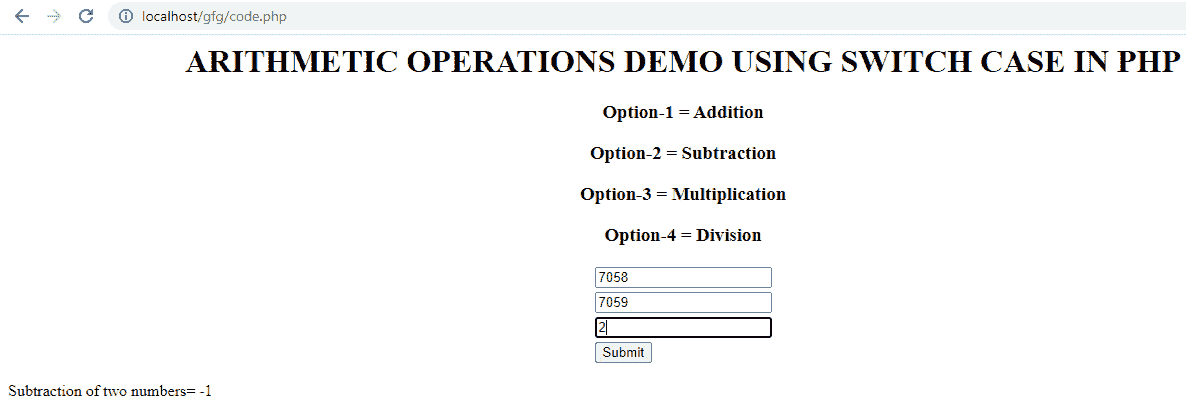 localhost/gfg/code.php
ARITHMETIC OPERATIONS DEMO USING SWITCH CASE IN PHP
Option-1 = Addition
Option-2 = Subtraction
Option-3 = Multiplication
Option-4 = Division
7058
7059
2
Submit
Subtraction of two numbers= -1